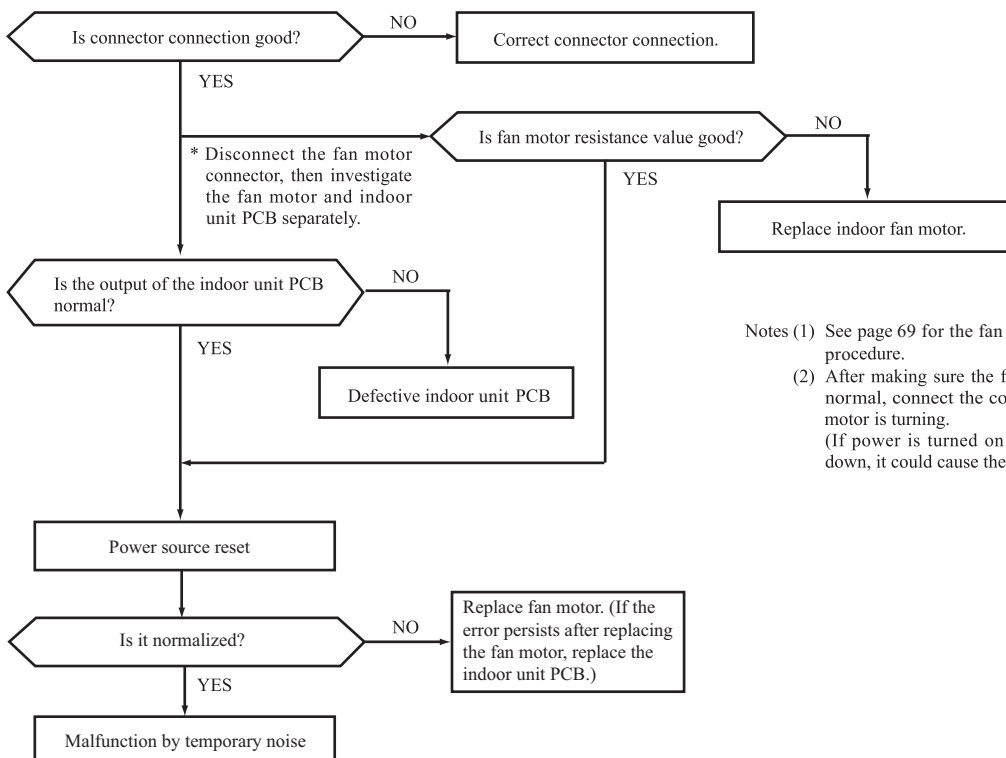 Is connector connection good?
NO
Correct connector connection.
YES
Is fan motor resistance value good?
NO
* Disconnect the fan motor
connector, then investigate
the fan motor and indoor
unit PCB separately.
YES
Replace indoor fan motor.
Is the output of the indoor unit PCB
normal?
NO
YES
Defective indoor unit PCB
Notes (1) See page 69 for the fan
procedure.
(2) After making sure the f
normal, connect the co
motor is turning.
(If power is turned on
down, it could cause the
Power source reset
Is it normalized?
NO
Replace fan motor. (If the
error persists after replacing
the fan motor, replace the
indoor unit PCB.)
YES
Malfunction by temporary noise